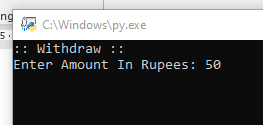 C:\Windows\py.exe
:: Withdraw ::
Enter Amount In Rupees: 50